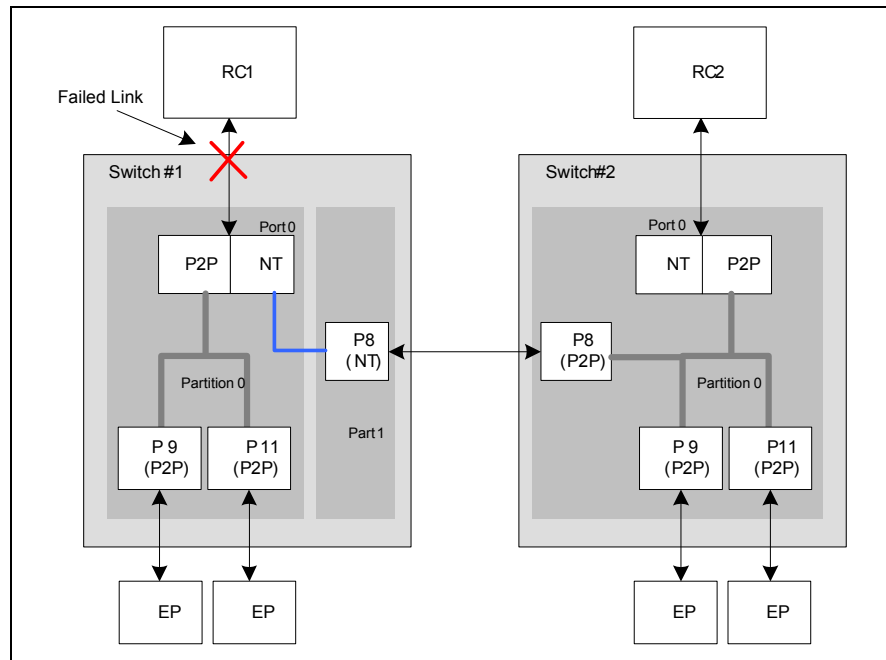 RC1
RC2
Failed Link
Switch #1
Switch#2
Port 0
P2P
NT
Port 0
NT
P2P
P8
(NT)
P8
(P2P)
Partition 0
Partition 0
Part 1
P 9
(P2P)
P 11
(P2P)
P 9
(P2P)
P11
(P2P)
EP
EP
EP
EP